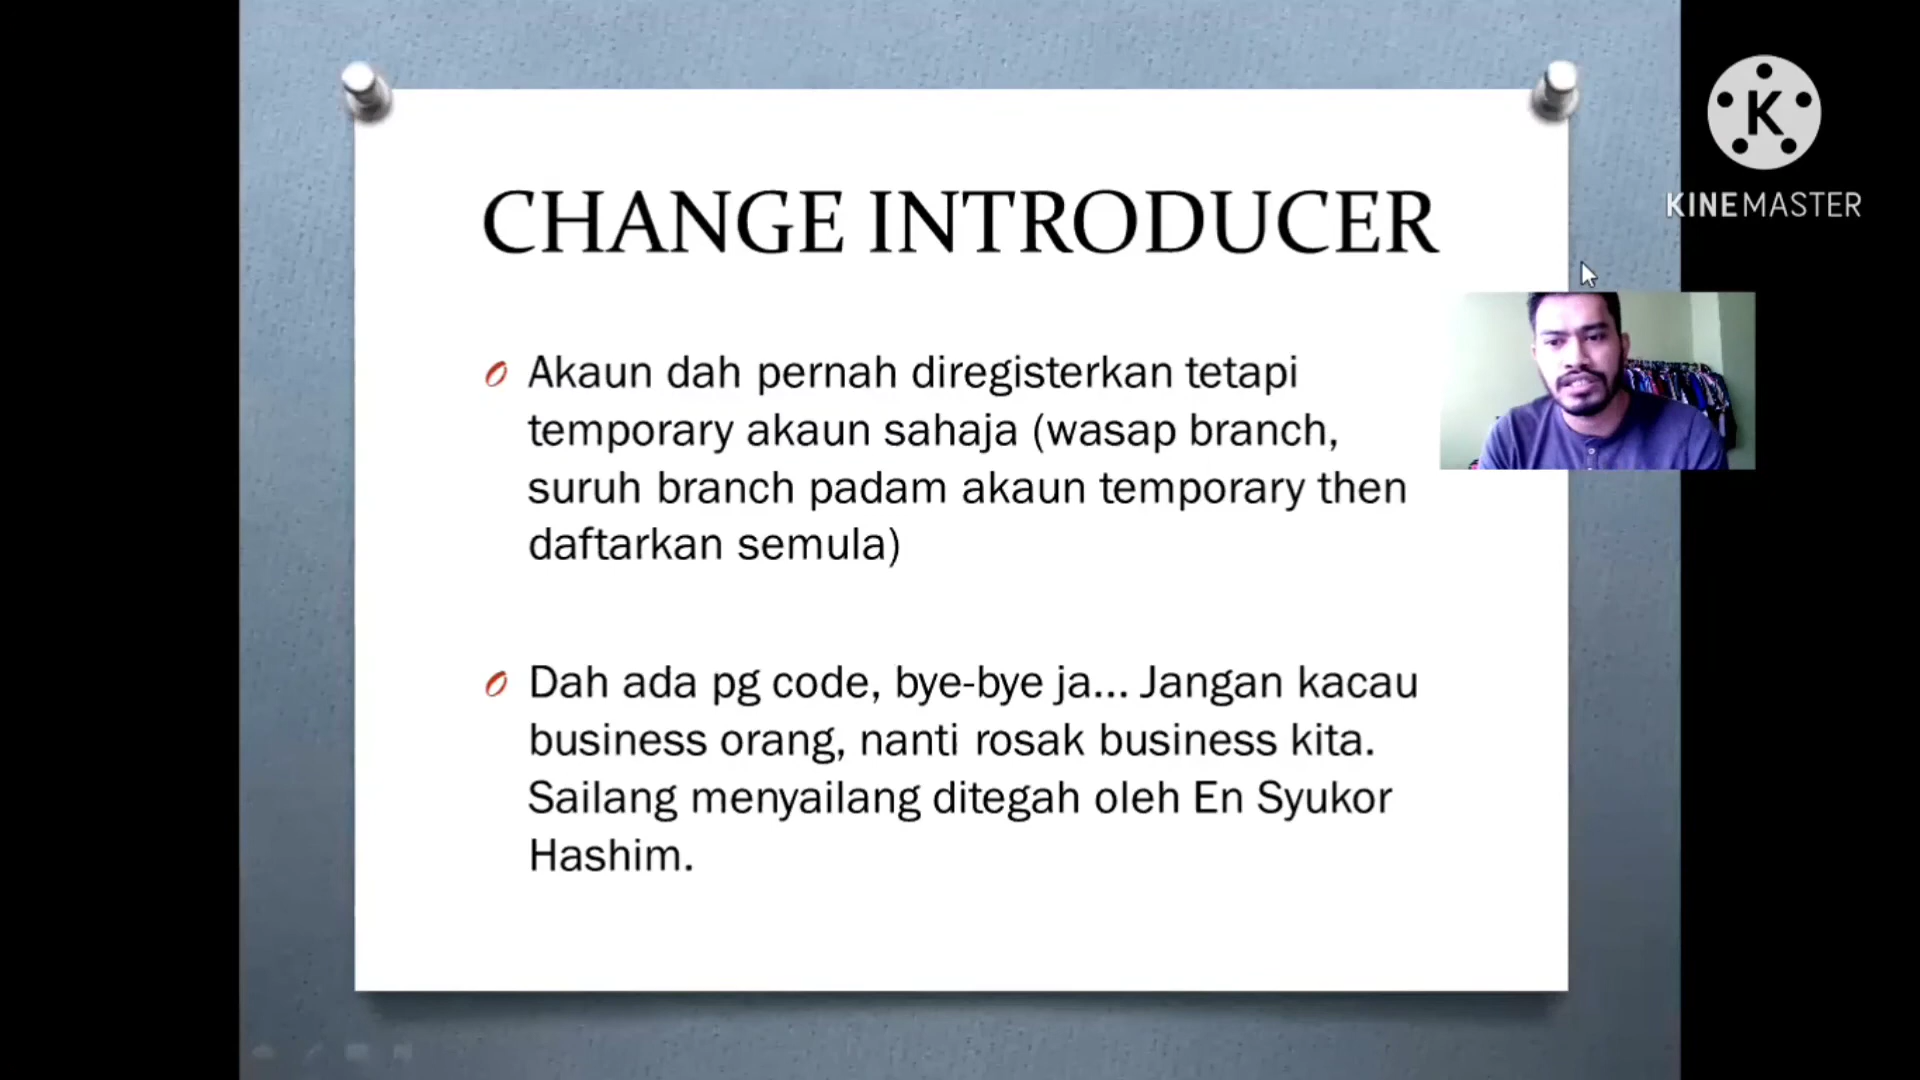 CHANGE INTRODUCER
K
KINEMASTER
Akaun dah pernah diregisterkan tetapi
temporary akaun sahaja (wasap branch,
suruh branch padam akaun temporary then
daftarkan semula)
Dah ada pg code, bye-bye ja... Jangan kacau
business orang, nanti rosak business kita.
Sailang menyailang ditegah oleh En Syukor
Hashim.